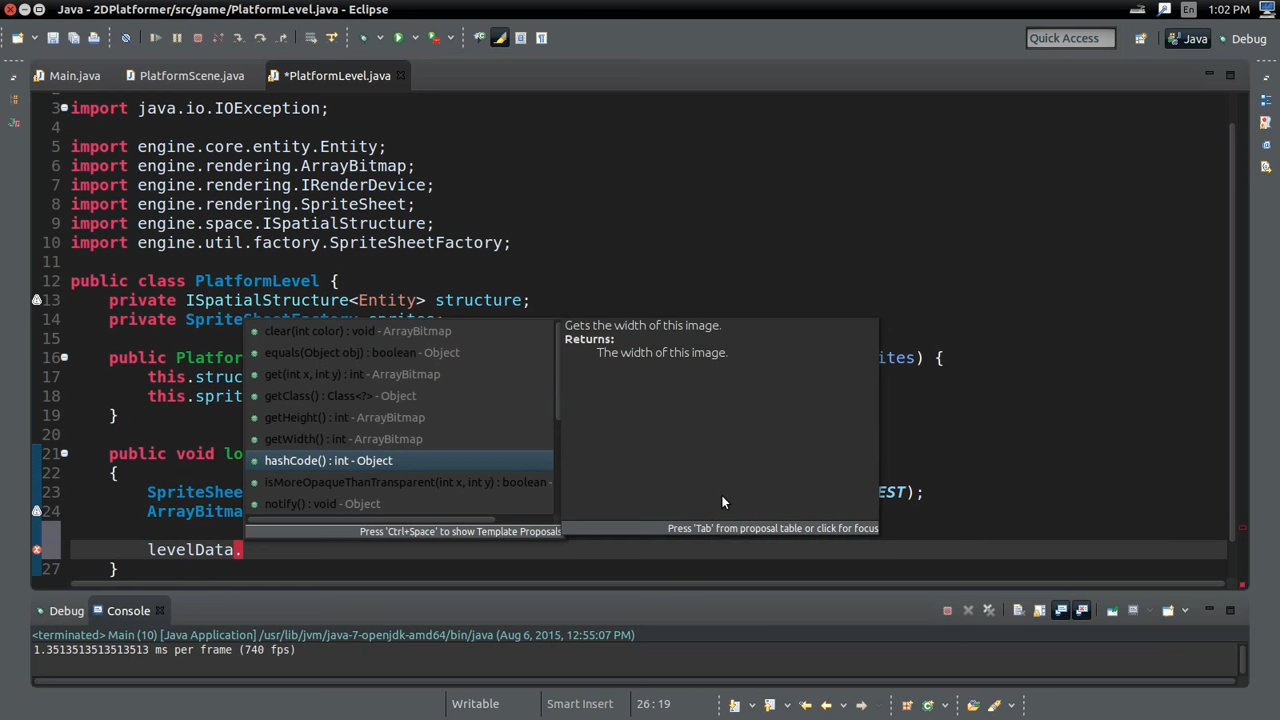 Java - 2DPlatformer/src/game/PlatformLevel.java - Eclipse
En
1:02 PM
Quick Access
Java
Debug
Main.java
PlatformScene.java
*PlatformLevel.java
3 import java.io.IOException;
4
5 import engine.core.entity.Entity;
6 import engine.rendering.ArrayBitmap;
7 import engine.rendering.IRenderDevice;
8 import engine.rendering.SpriteSheet;
9 import engine.space.ISpatialStructure;
10 import engine.util.factory.SpriteSheetFactory;
11
12 public class PlatformLevel {
13 private ISpatialStructure<Entity> structure;
14 private SpriteSheetFactory sprites;
16 public Platfor ites) {
17 this.struc
18 this.sprit
19 }
20
21 public void lo
22 {
23 SpriteShee EST);
24 ArrayBitma
levelData.
27 }
clear(int color) : void - ArrayBitmap
equals(Object obj) : boolean - Object
get(int x, int y) : int - ArrayBitmap
getClass() : Class<?> - Object
getHeight() : int - ArrayBitmap
getWidth() : int - ArrayBitmap
hashCode() : int - Object
isMoreOpaqueThanTransparent(int x, int y) : boolean -
notify() : void - Object
Press 'Ctrl+Space' to show Template Proposals
Gets the width of this image.
Returns:
The width of this image.
Press 'Tab' from proposal table or click for focus
Debug
Console
<terminated> Main (10) [Java Application] /usr/lib/jvm/java-7-openjdk-amd64/bin/java (Aug 6, 2015, 12:55:07 PM)
1.3513513513513513 ms per frame (740 fps)
Writable
Smart Insert
26 : 19